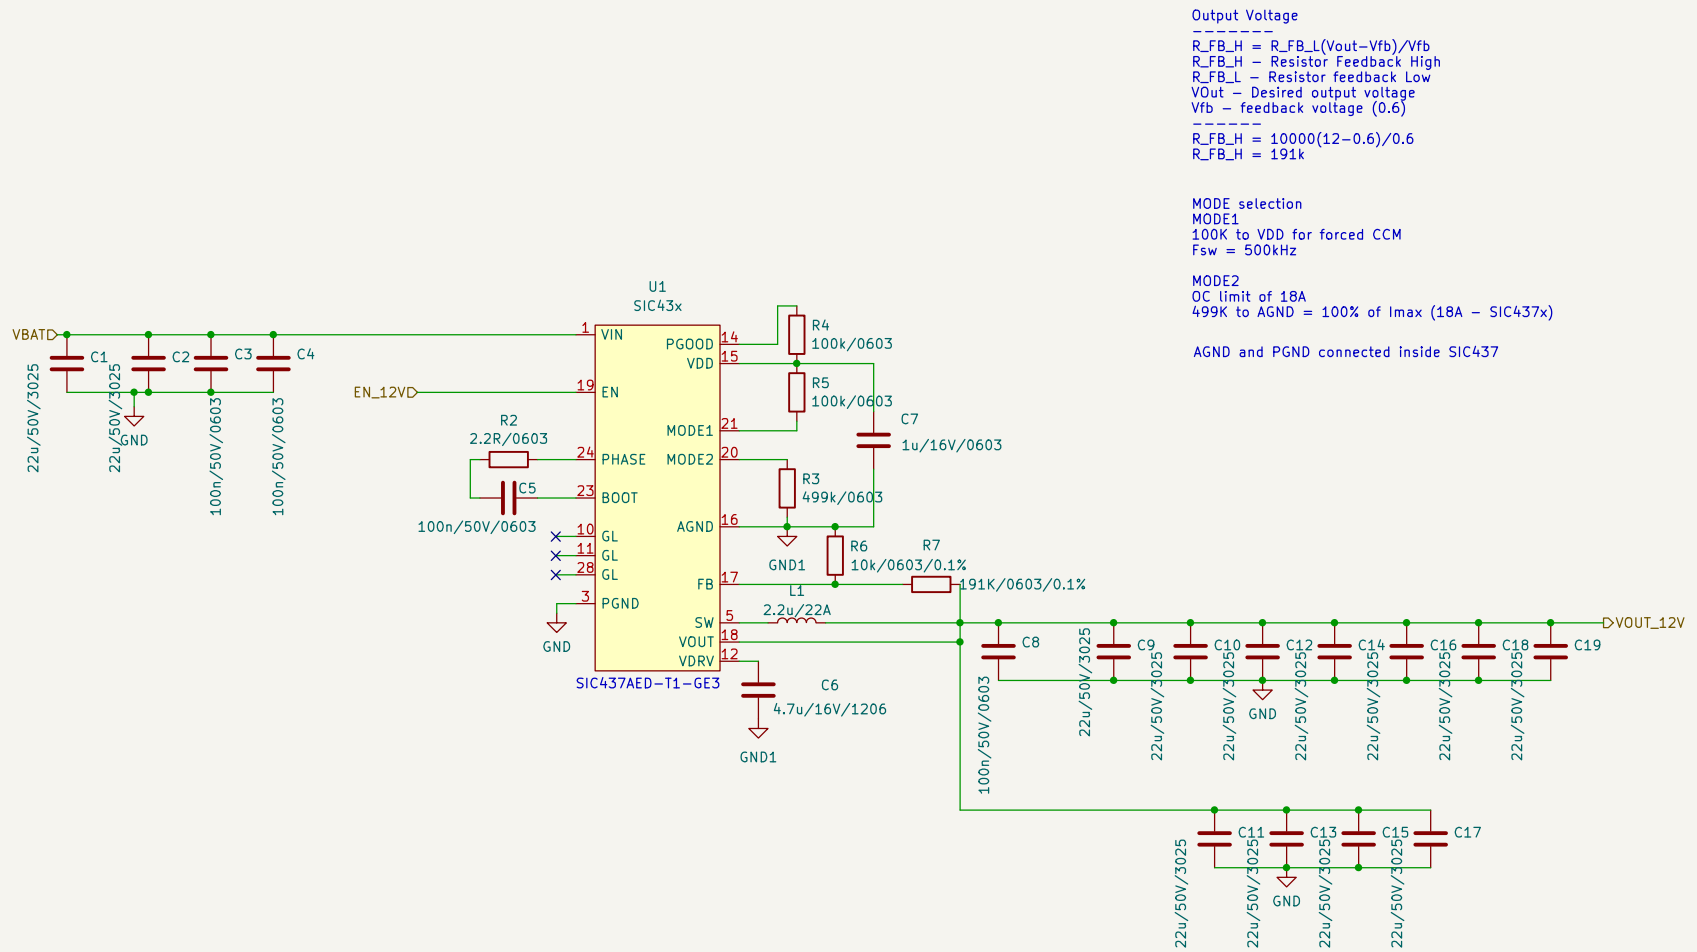 Output Voltage
-------
R_FB_H = R_FB_L(Vout-Vfb)/Vfb
R_FB_H - Resistor Feedback High
R_FB_L - Resistor feedback Low
VOut - Desired output voltage
Vfb - feedback voltage (0.6)
------
R_FB_H = 10000(12-0.6)/0.6
R_FB_H = 191k
MODE selection
MODE1
100K to VDD for forced CCM
Fsw = 500kHz
MODE2
OC limit of 18A
499K to AGND = 100% of Imax (18A - SIC437x)
AGND and PGND connected inside SIC437
VBAT
C1
22u/50V/3025
C2
22u/50V/3025
C3
100n/50V/0603
C4
100n/50V/0603
GND
EN_12V
R2
2.2R/0603
C5
100n/50V/0603
GND
U1
SIC43x
1
VIN
19
EN
24
PHASE
23
BOOT
10
GL
11
GL
28
GL
3
PGND
PGOOD
14
VDD
15
MODE1
21
MODE2
20
AGND
16
FB
17
SW
5
VOUT
18
VDRV
12
SIC437AED-T1-GE3
R4
100k/0603
R5
100k/0603
C7
1u/16V/0603
R3
499k/0603
GND1
R6
10k/0603/0.1%
R7
191K/0603/0.1%
L1
2.2u/22A
C6
4.7u/16V/1206
GND1
C8
100n/50V/0603
C9
22u/50V/3025
C10
22u/50V/3025
C12
22u/50V/3025
C14
22u/50V/3025
C16
22u/50V/3025
C18
22u/50V/3025
C19
22u/50V/3025
GND
VOUT_12V
C11
22u/50V/3025
C13
22u/50V/3025
C15
22u/50V/3025
C17
22u/50V/3025
GND